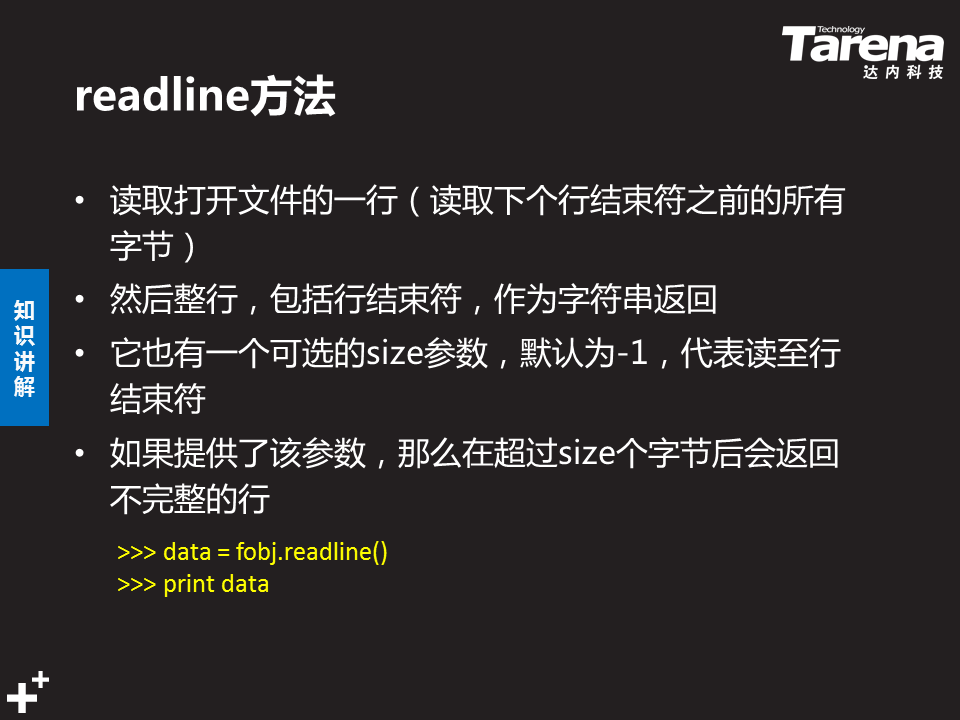 Technology
Tarena
达内科技
readline方法
• 读取打开文件的一行（读取下个行结束符之前的所有
字节）
• 然后整行，包括行结束符，作为字符串返回
• 它也有一个可选的size参数，默认为-1，代表读至行
结束符
• 如果提供了该参数，那么在超过size个字节后会返回
不完整的行
>>> data = fobj.readline()
>>> print data
知
识
讲
解